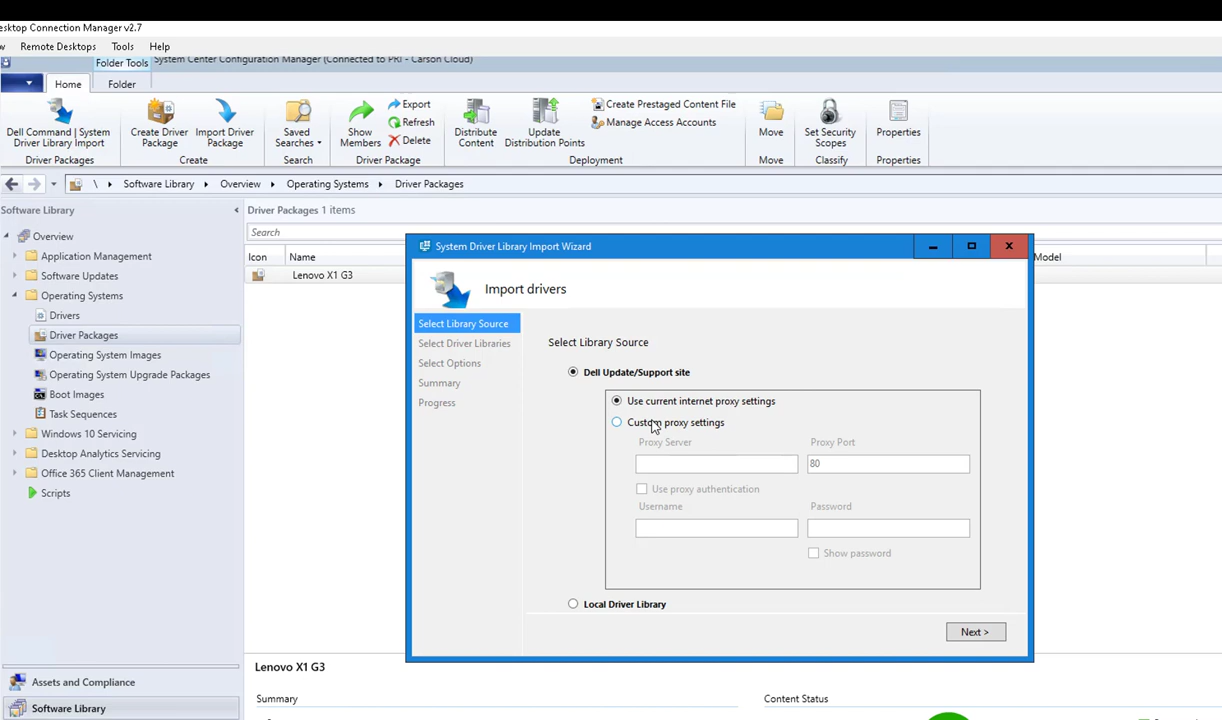 esktop Connection Manager v2.7
w Remote Desktops Tools Help
Folder Tools System Center Configuration Manager (Connected to PRI - Carson Cloud)
Home Folder
Dell Command | System Driver Library Import
Create Driver Package
Import Driver Package
Saved Searches
Show Members
Export
Refresh
Delete
Distribute Content
Update Distribution Points
Create Prestaged Content File
Manage Access Accounts
Move
Set Security Scopes
Properties
Driver Packages Create Search Driver Package Deployment Move Classify Properties
\ Software Library Overview Operating Systems Driver Packages
Software Library
Overview
Application Management
Software Updates
Operating Systems
Drivers
Driver Packages
Operating System Images
Operating System Upgrade Packages
Boot Images
Task Sequences
Windows 10 Servicing
Desktop Analytics Servicing
Office 365 Client Management
Scripts
Assets and Compliance
Software Library
Driver Packages 1 items
Search
Icon Name Model
Lenovo X1 G3
System Driver Library Import Wizard
Import drivers
Select Library Source
Select Driver Libraries
Select Options
Summary
Progress
Select Library Source
Dell Update/Support site
Use current internet proxy settings
Custom proxy settings
Proxy Server Proxy Port
80
Use proxy authentication
Username Password
Show password
Local Driver Library
Next >
Lenovo X1 G3
Summary Content Status